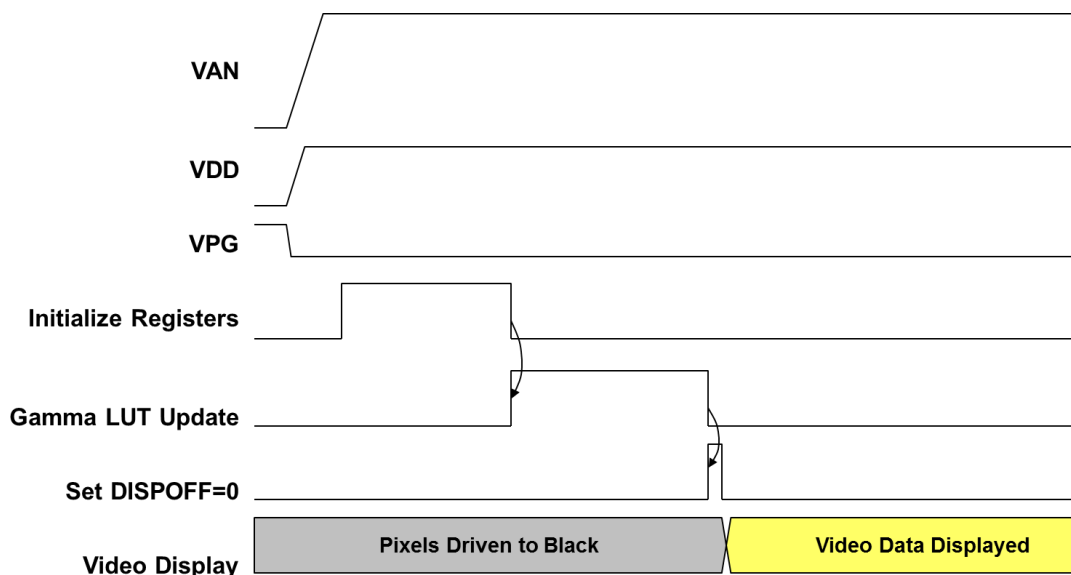 VAN
VDD
VPG
Initialize Registers
Gamma LUT Update
Set DISPOFF=0
Video Display
Pixels Driven to Black
Video Data Displayed